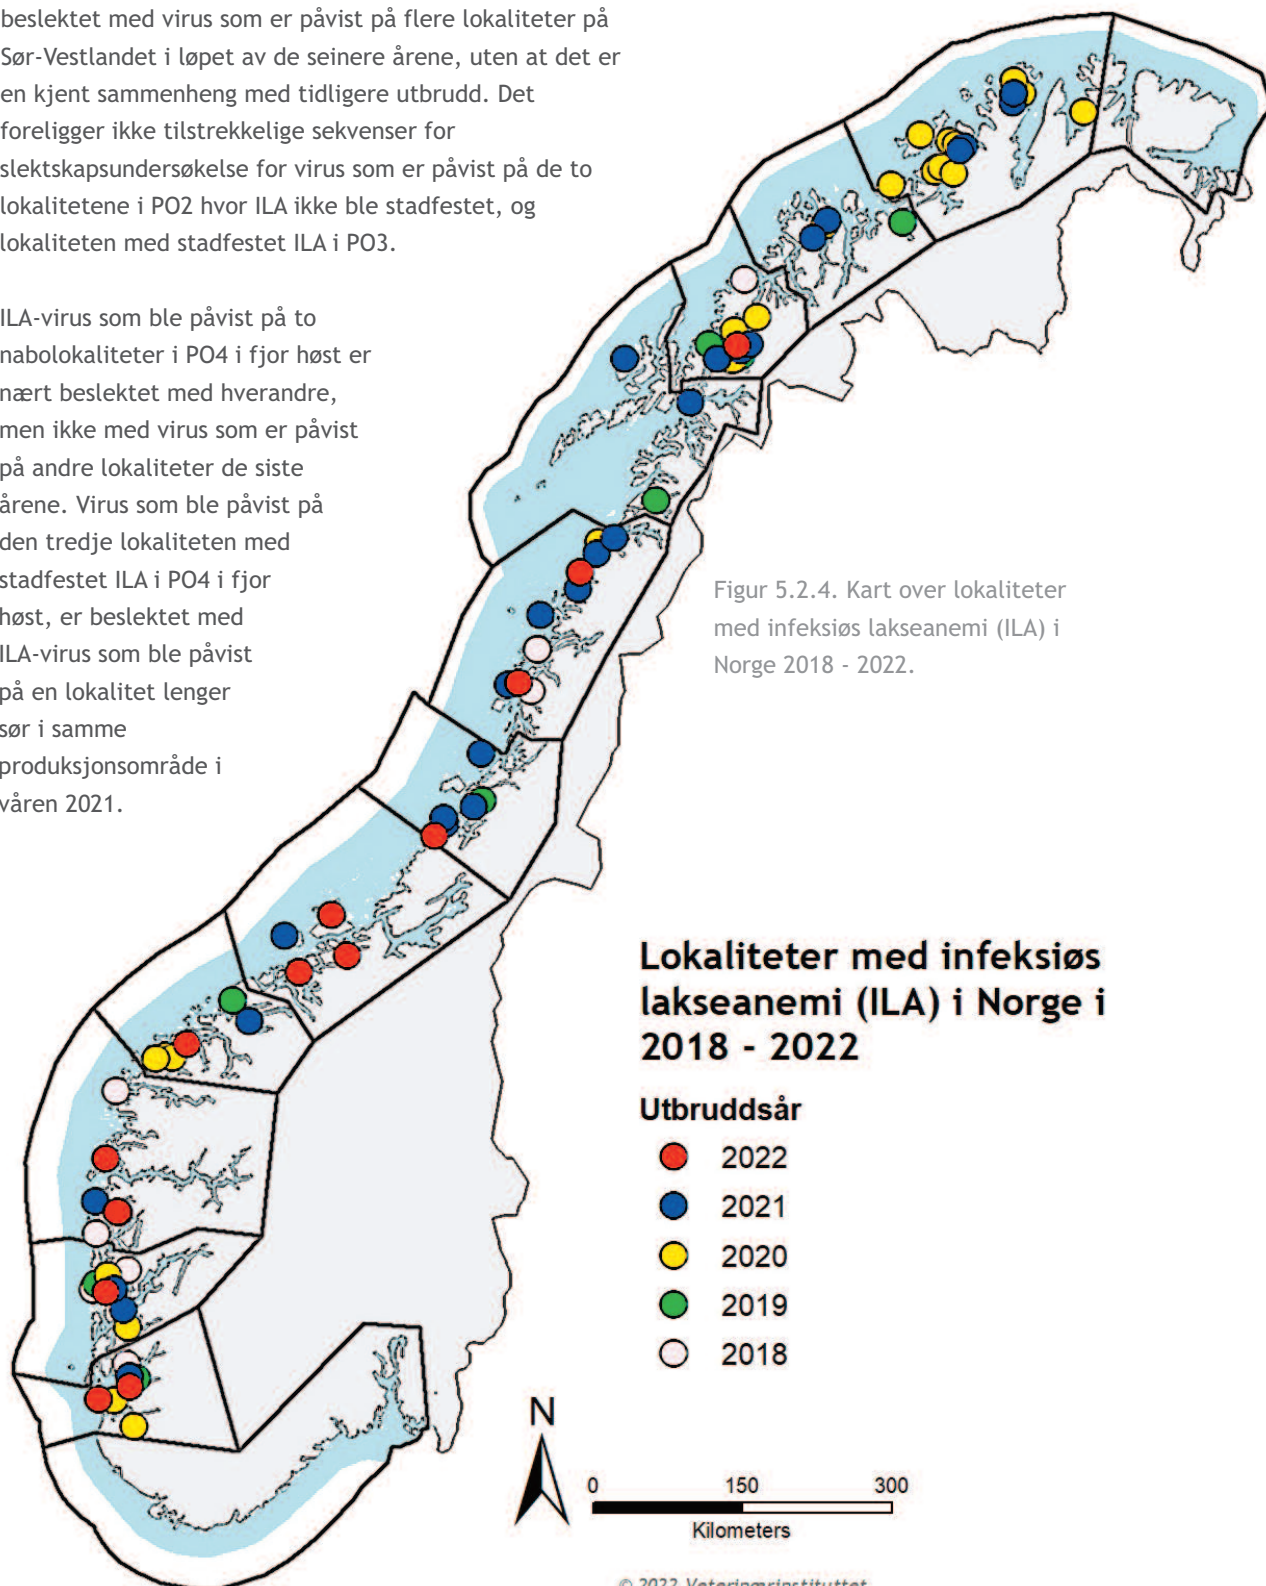 beslektet med virus som er påvist på flere lokaliteter på
Sør-Vestlandet i løpet av de seinere årene, uten at det er
en kjent sammenheng med tidligere utbrudd. Det
foreligger ikke tilstrekkelige sekvenser for
slektskapsundersøkelse for virus som er påvist på de to
lokalitetene i PO2 hvor ILA ikke ble stadfestet, og
lokaliteten med stadfestet ILA i PO3.
ILA-virus som ble påvist på to
nabolokaliteter i PO4 i fjor høst er
nært beslektet med hverandre,
men ikke med virus som er påvist
på andre lokaliteter de siste
årene. Virus som ble påvist på
den tredje lokaliteten med
stadfestet ILA i PO4 i fjor
høst, er beslektet med
ILA-virus som ble påvist
på en lokalitet lenger
sør i samme
produksjonsområde i
våren 2021.
Figur 5.2.4. Kart over lokaliteter
med infeksiøs lakseanemi (ILA) i
Norge 2018 - 2022.
Lokaliteter med infeksiøs
lakseanemi (ILA) i Norge i
2018 - 2022
Utbruddsår
2022
2021
2020
2019
2018
N
0 150 300
Kilometers
© 2022 Veterinærinstituttet